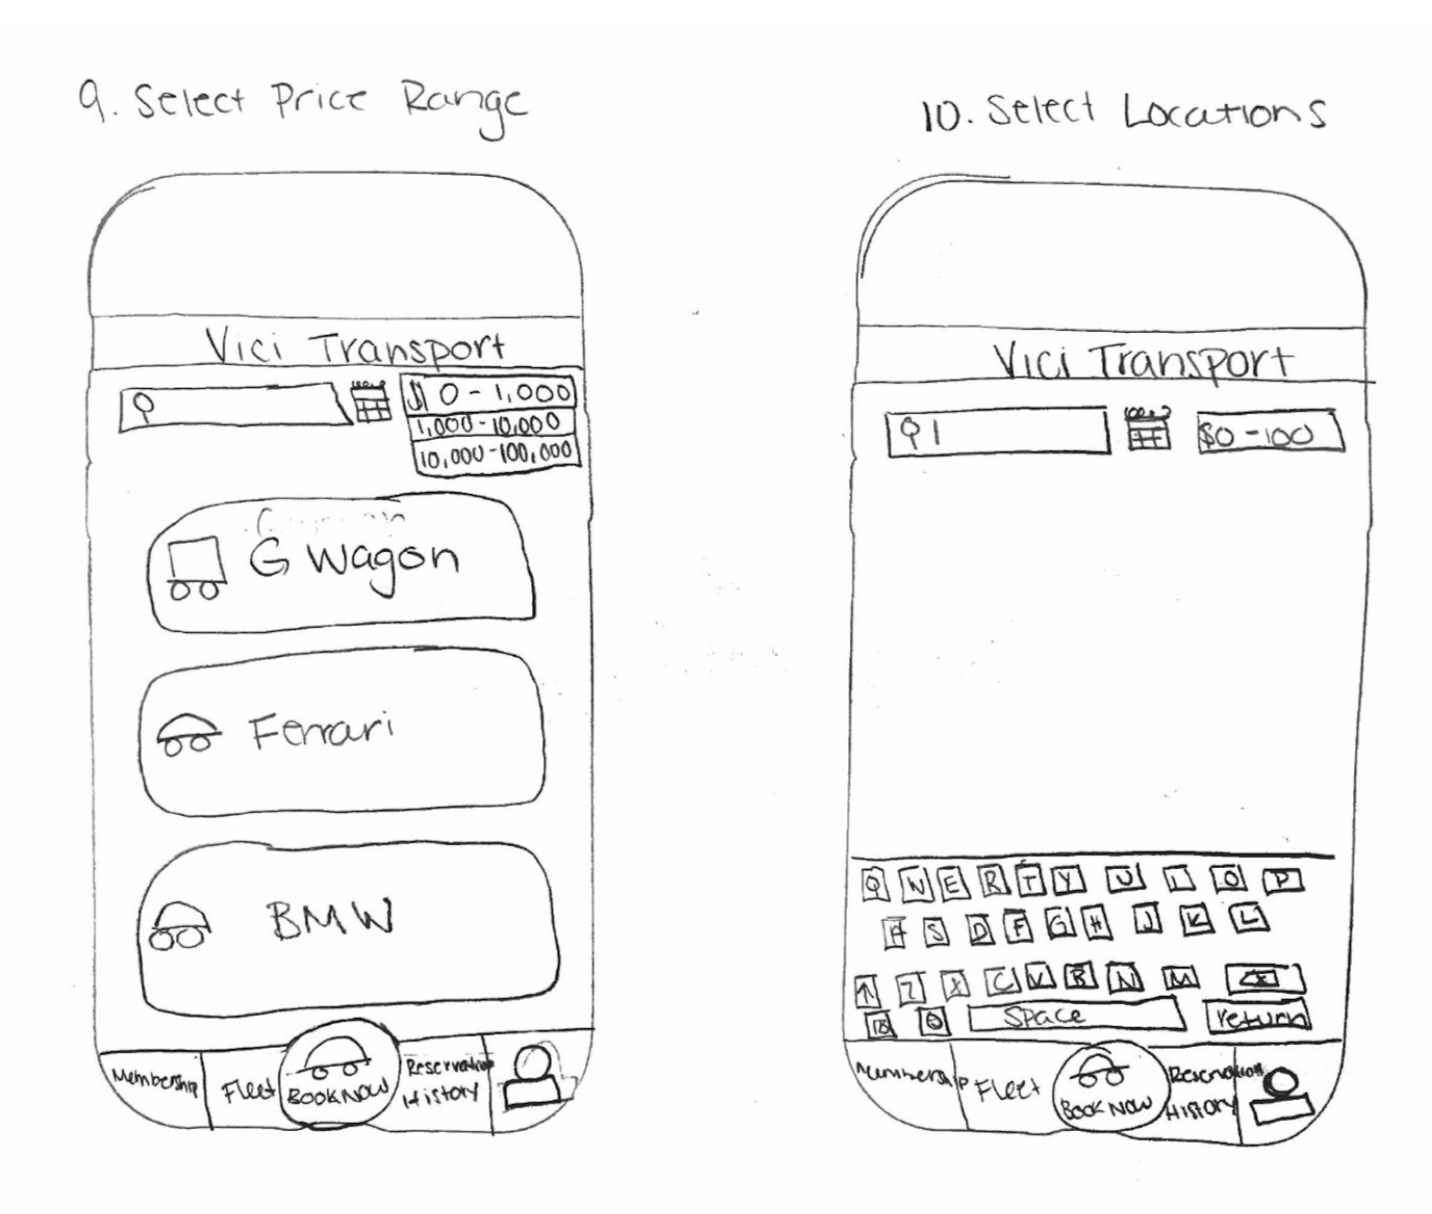 9. Select Price Range
Vici Transport
$ 0 - 1,000
1,000 - 10,000
10,000 - 100,000
G Wagon
Ferrari
BMW
Membership
Fleet
BOOK NOW
Reservation
History
10. Select Locations
Vici Transport
$0 - 100
Q W E R T Y U I O P
A S D F G H J K L
Z X C V B N M
Space
return
Membership
Fleet
Book Now
Reservation
History